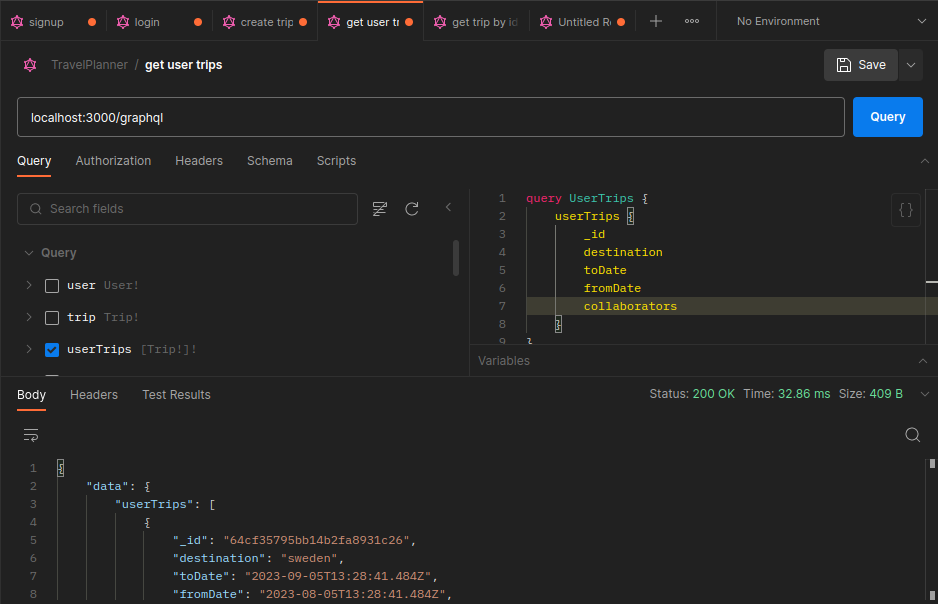 signup login create trip get user tr get trip by id Untitled Re No Environment
TravelPlanner / get user trips Save
localhost:3000/graphql Query
Query Authorization Headers Schema Scripts
Search fields
Query
user User!
trip Trip!
userTrips [Trip!]!
1 query UserTrips {
2 userTrips {
3 _id
4 destination
5 toDate
6 fromDate
7 collaborators
8 }
9 }
{}
Variables
Body Headers Test Results Status: 200 OK Time: 32.86 ms Size: 409 B
1 {
2 "data": {
3 "userTrips": [
4 {
5 "_id": "64cf35795bb14b2fa8931c26",
6 "destination": "sweden",
7 "toDate": "2023-09-05T13:28:41.484Z",
8 "fromDate": "2023-08-05T13:28:41.484Z",